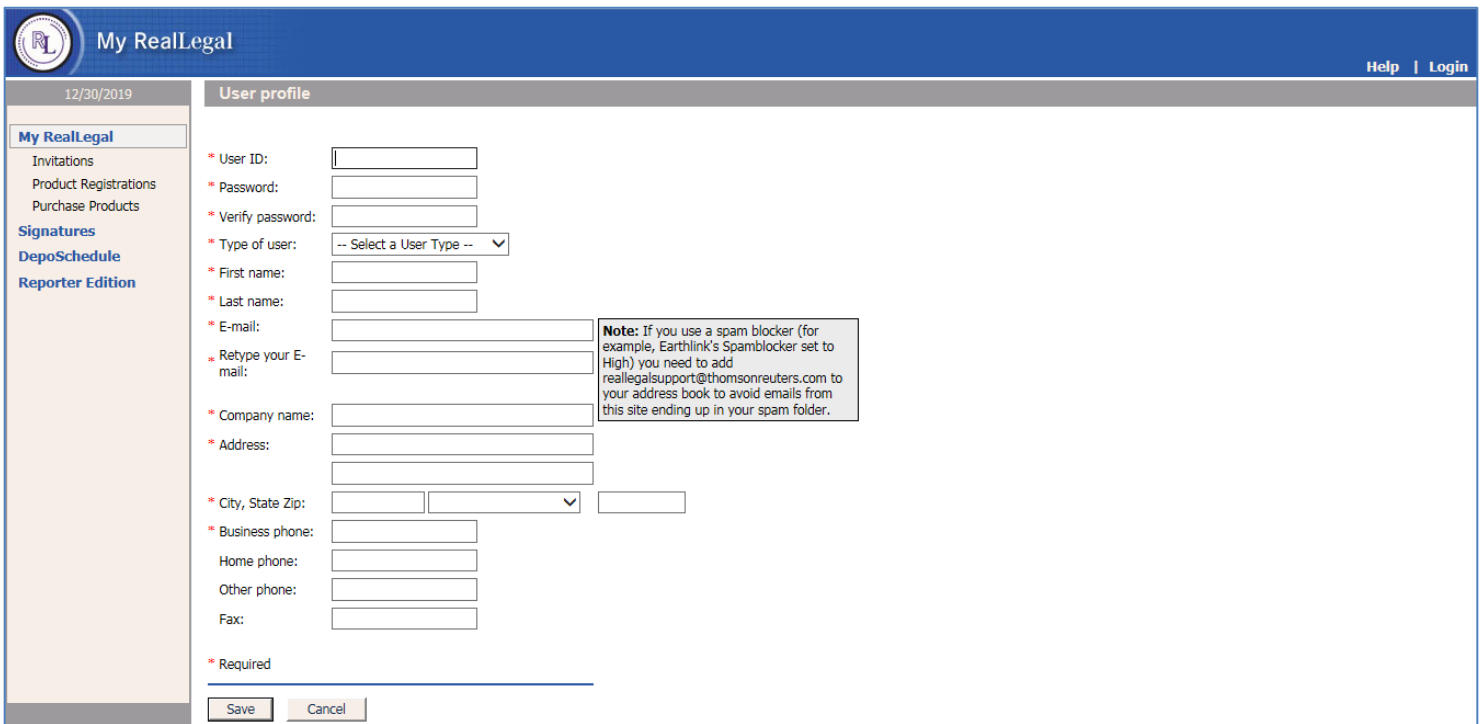 RL My RealLegal
Help | Login
12/30/2019
User profile
My RealLegal
Invitations
Product Registrations
Purchase Products
Signatures
DepoSchedule
Reporter Edition
* User ID:
* Password:
* Verify password:
* Type of user: -- Select a User Type --
* First name:
* Last name:
* E-mail:
* Retype your E-
mail:
Note: If you use a spam blocker (for
example, Earthlink's Spamblocker set to
High) you need to add
reallegalsupport@thomsonreuters.com to
your address book to avoid emails from
this site ending up in your spam folder.
* Company name:
* Address:
* City, State Zip:
* Business phone:
Home phone:
Other phone:
Fax:
* Required
Save Cancel